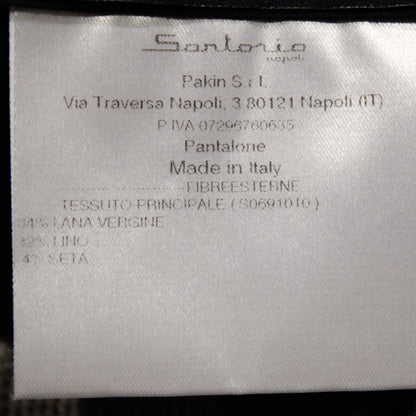 Sartorio
napoli
Pakin S.r.l.
Via Traversa Napoli, 3 80121 Napoli (IT)
P.IVA 07296760635
Pantalone
Made in Italy
FIBREESTERNE
TESSUTO PRINCIPALE ( S0691010 )
LANA VERGINE
LINO
4% SETA